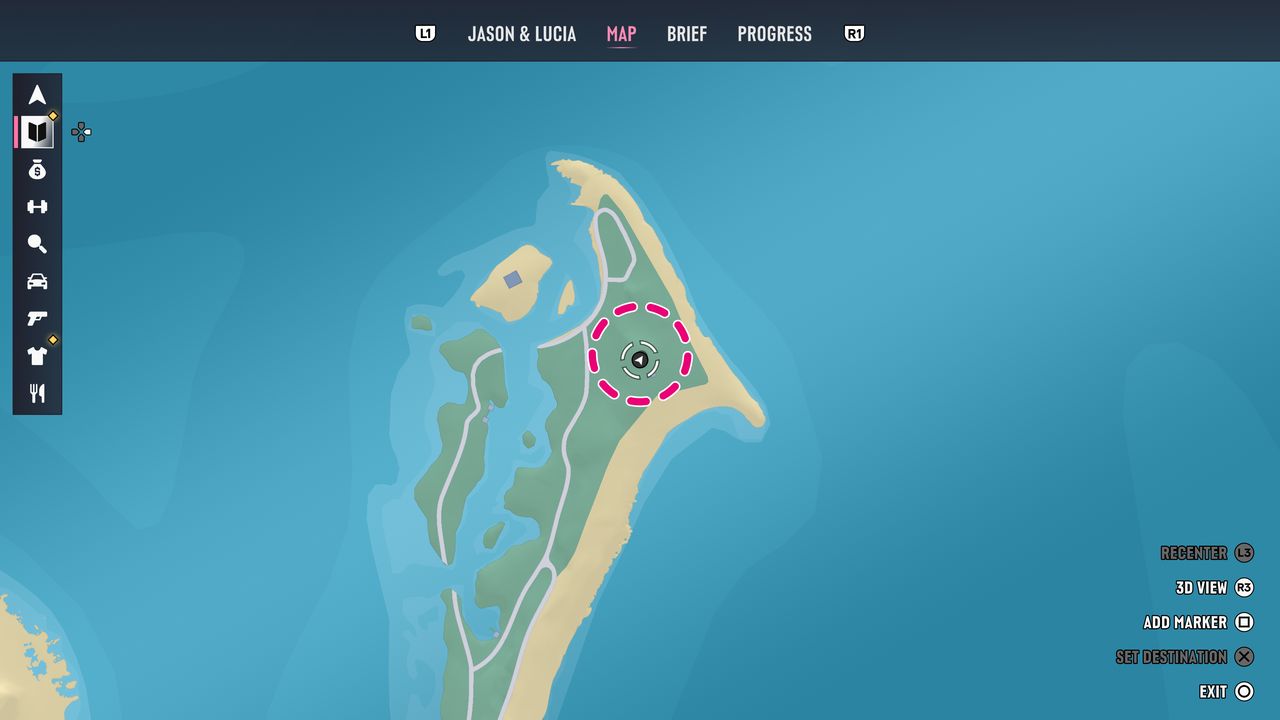 L1 JASON & LUCIA MAP BRIEF PROGRESS R1
$
RECENTER L3
3D VIEW R3
ADD MARKER
SET DESTINATION
EXIT